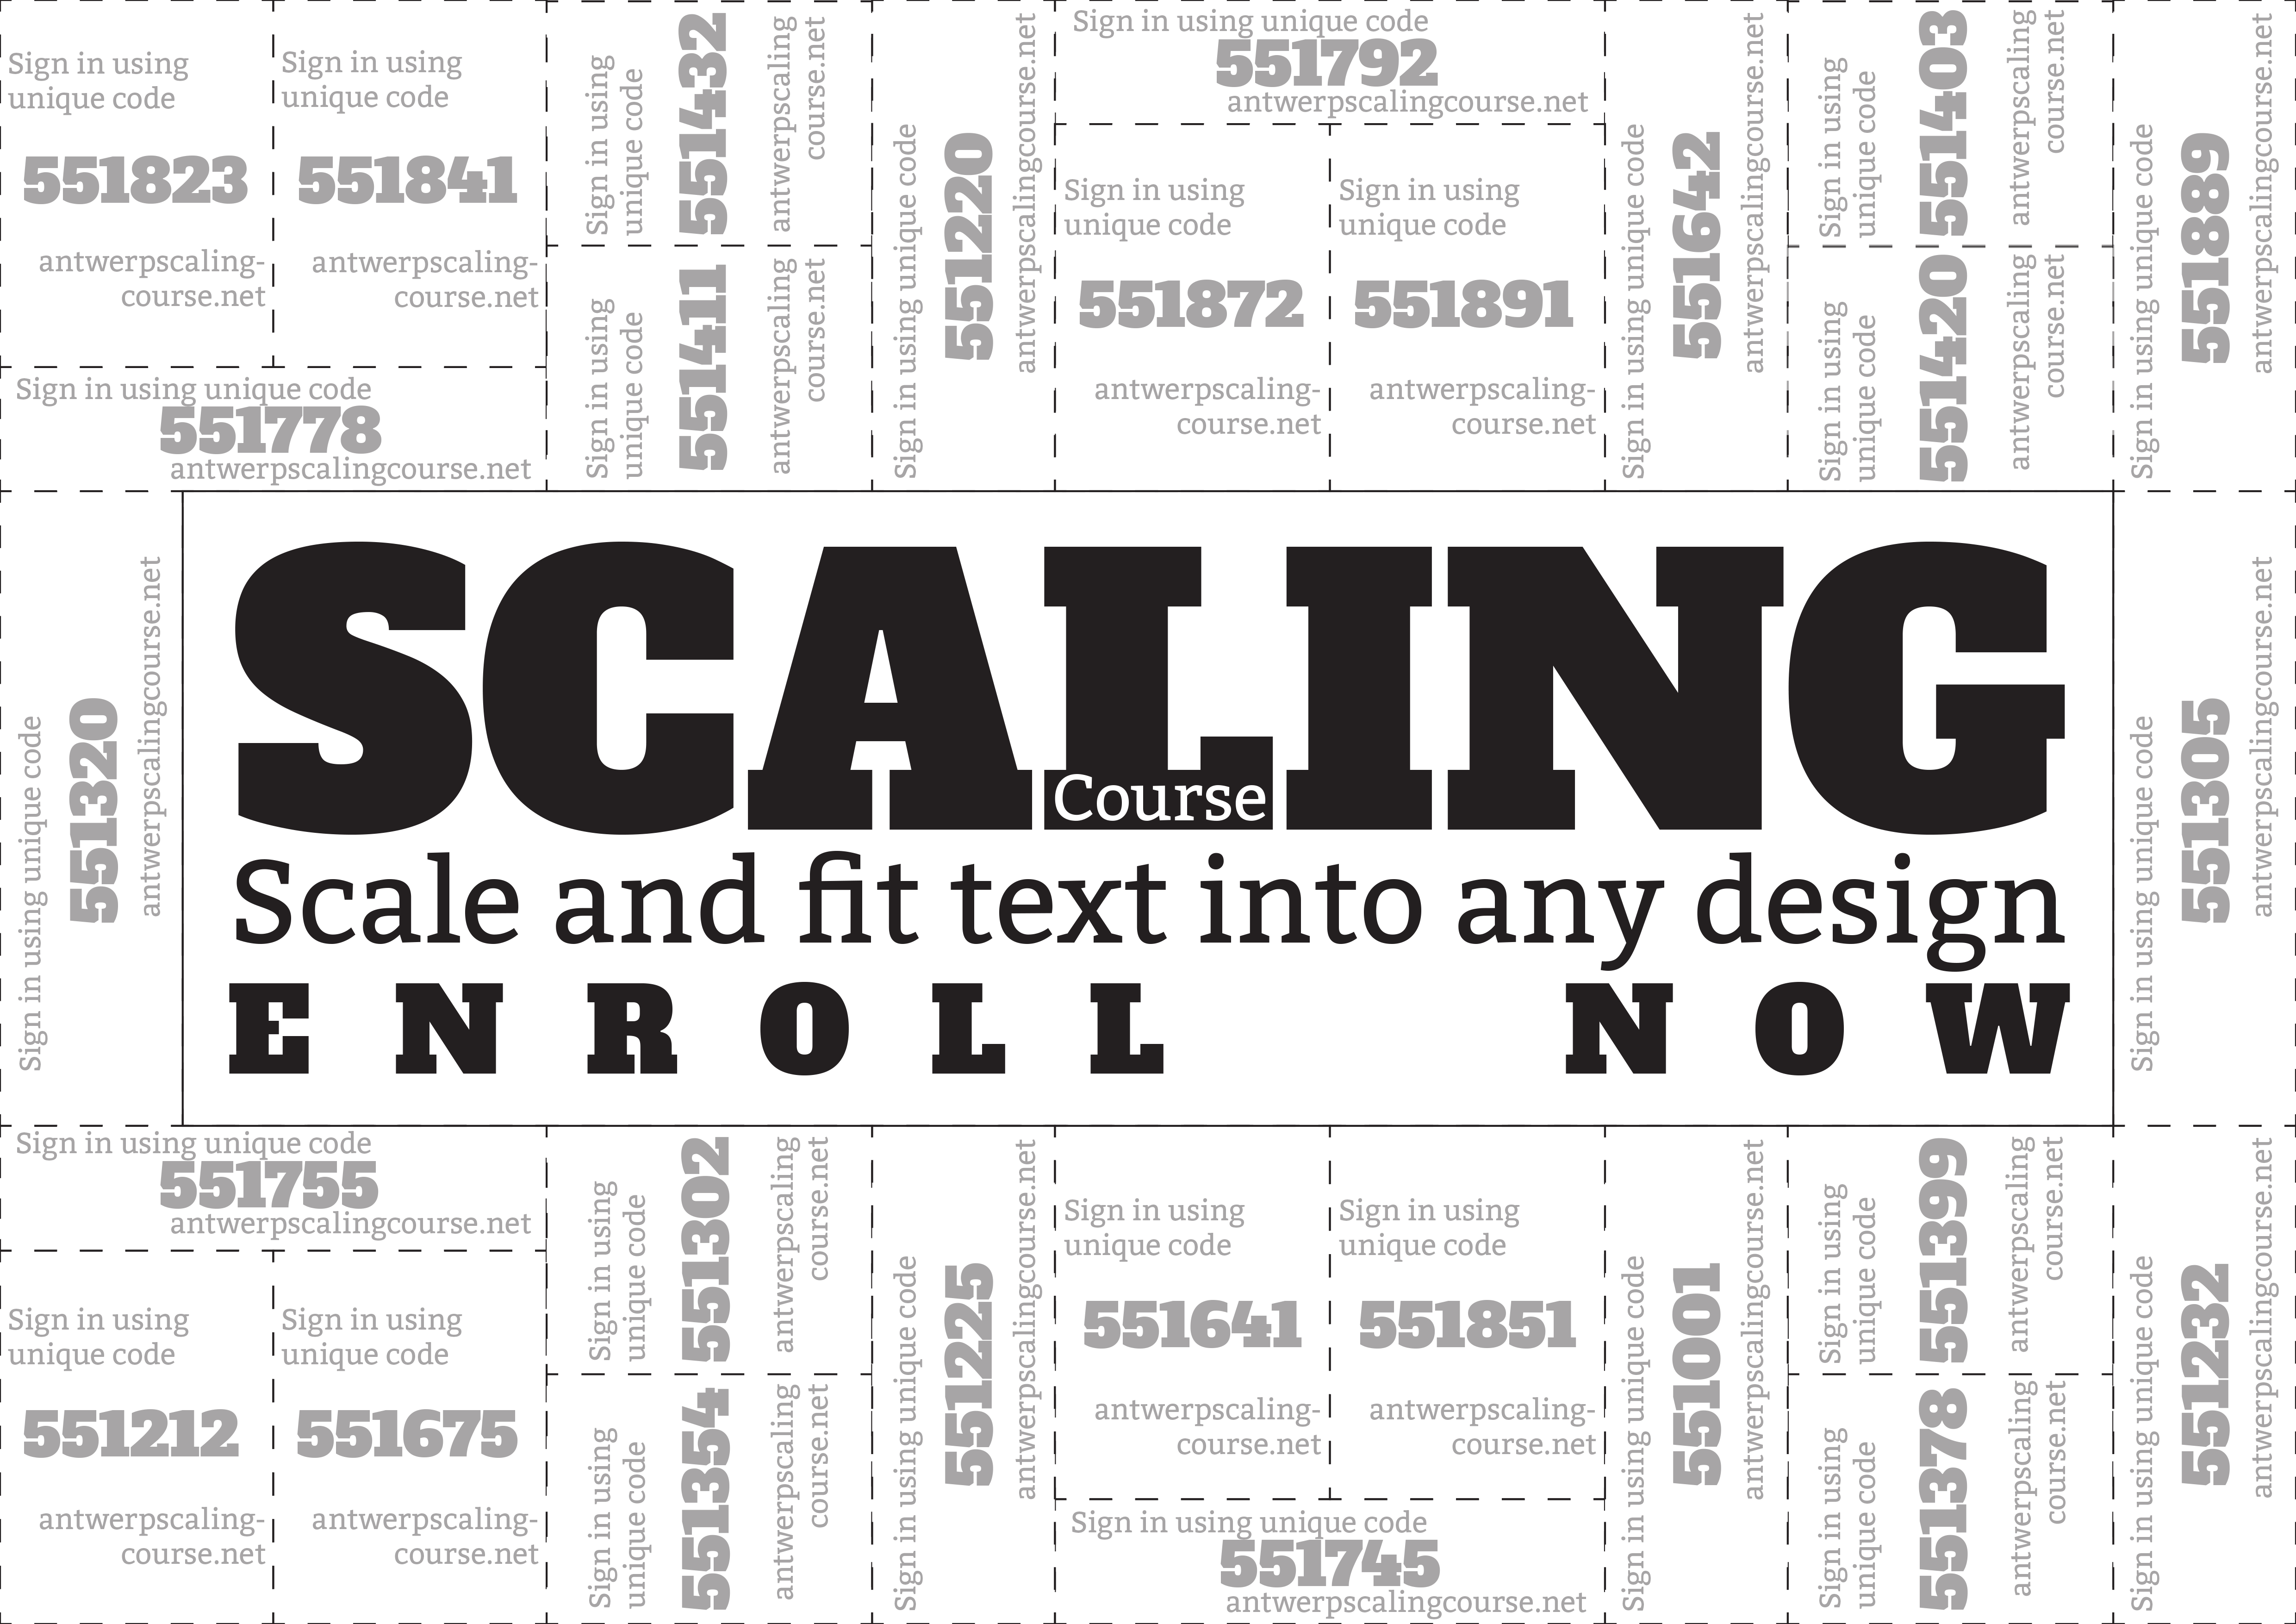 Sign in using
unique code
551823
antwerpscaling-
course.net
Sign in using
unique code
551841
antwerpscaling-
course.net
Sign in using unique code
551778
antwerpscalingcourse.net
Sign in using
unique code
551432
antwerpscaling
course.net
Sign in using
unique code
551411
antwerpscaling
course.net
Sign in using unique code
551220
antwerpscalingcourse.net
Sign in using unique code
551792
antwerpscalingcourse.net
Sign in using
unique code
551872
antwerpscaling-
course.net
Sign in using
unique code
551891
antwerpscaling-
course.net
Sign in using unique code
551642
antwerpscalingcourse.net
Sign in using
unique code
551403
antwerpscaling
course.net
Sign in using
unique code
551420
antwerpscaling
course.net
Sign in using unique code
551889
antwerpscalingcourse.net
Sign in using unique code
551320
antwerpscalingcourse.net
SCALING
Course
Scale and fit text into any design
ENROLL NOW
Sign in using unique code
551305
antwerpscalingcourse.net
Sign in using unique code
551755
antwerpscalingcourse.net
Sign in using
unique code
551212
antwerpscaling-
course.net
Sign in using
unique code
551675
antwerpscaling-
course.net
Sign in using
unique code
551302
antwerpscaling
course.net
Sign in using
unique code
551354
antwerpscaling
course.net
Sign in using unique code
551225
antwerpscalingcourse.net
Sign in using
unique code
551641
antwerpscaling-
course.net
Sign in using
unique code
551851
antwerpscaling-
course.net
Sign in using unique code
551745
antwerpscalingcourse.net
Sign in using unique code
551001
antwerpscalingcourse.net
Sign in using
unique code
551399
antwerpscaling
course.net
Sign in using
unique code
551378
antwerpscaling
course.net
Sign in using unique code
551232
antwerpscalingcourse.net